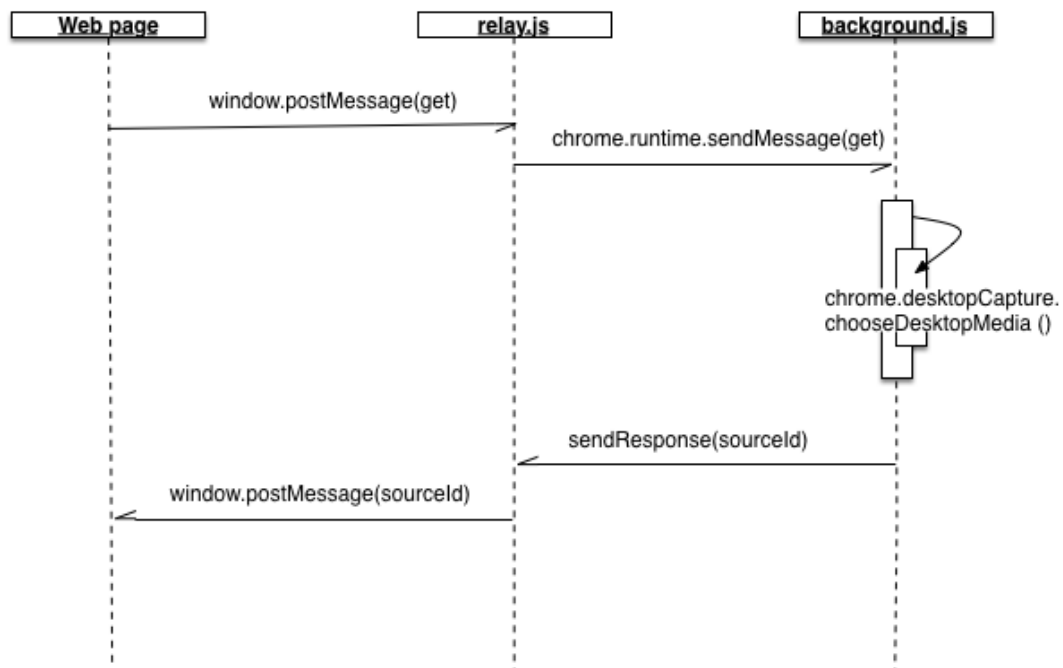 Web page
relay.js
background.js
window.postMessage(get)
chrome.runtime.sendMessage(get)
chrome.desktopCapture.
chooseDesktopMedia ()
sendResponse(sourceId)
window.postMessage(sourceId)